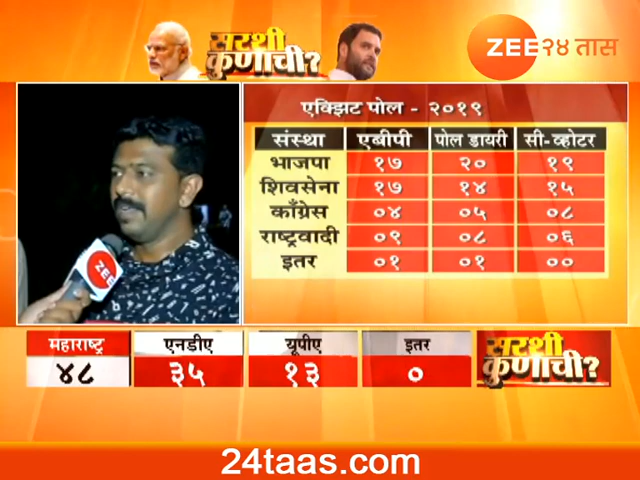 सरशी
कुणाची?
ZEE २४ तास
एक्झिट पोल - २०१९
संस्था एबीपी पोल डायरी सी-व्होटर
भाजपा १७ २० १९
शिवसेना १७ १४ १५
काँग्रेस ०४ ०५ ०८
राष्ट्रवादी ०९ ०८ ०६
इतर ०१ ०१ ००
ZEE
महाराष्ट्र एनडीए यूपीए इतर
४८ ३५ १३ ०
सरशी
कुणाची?
24taas.com